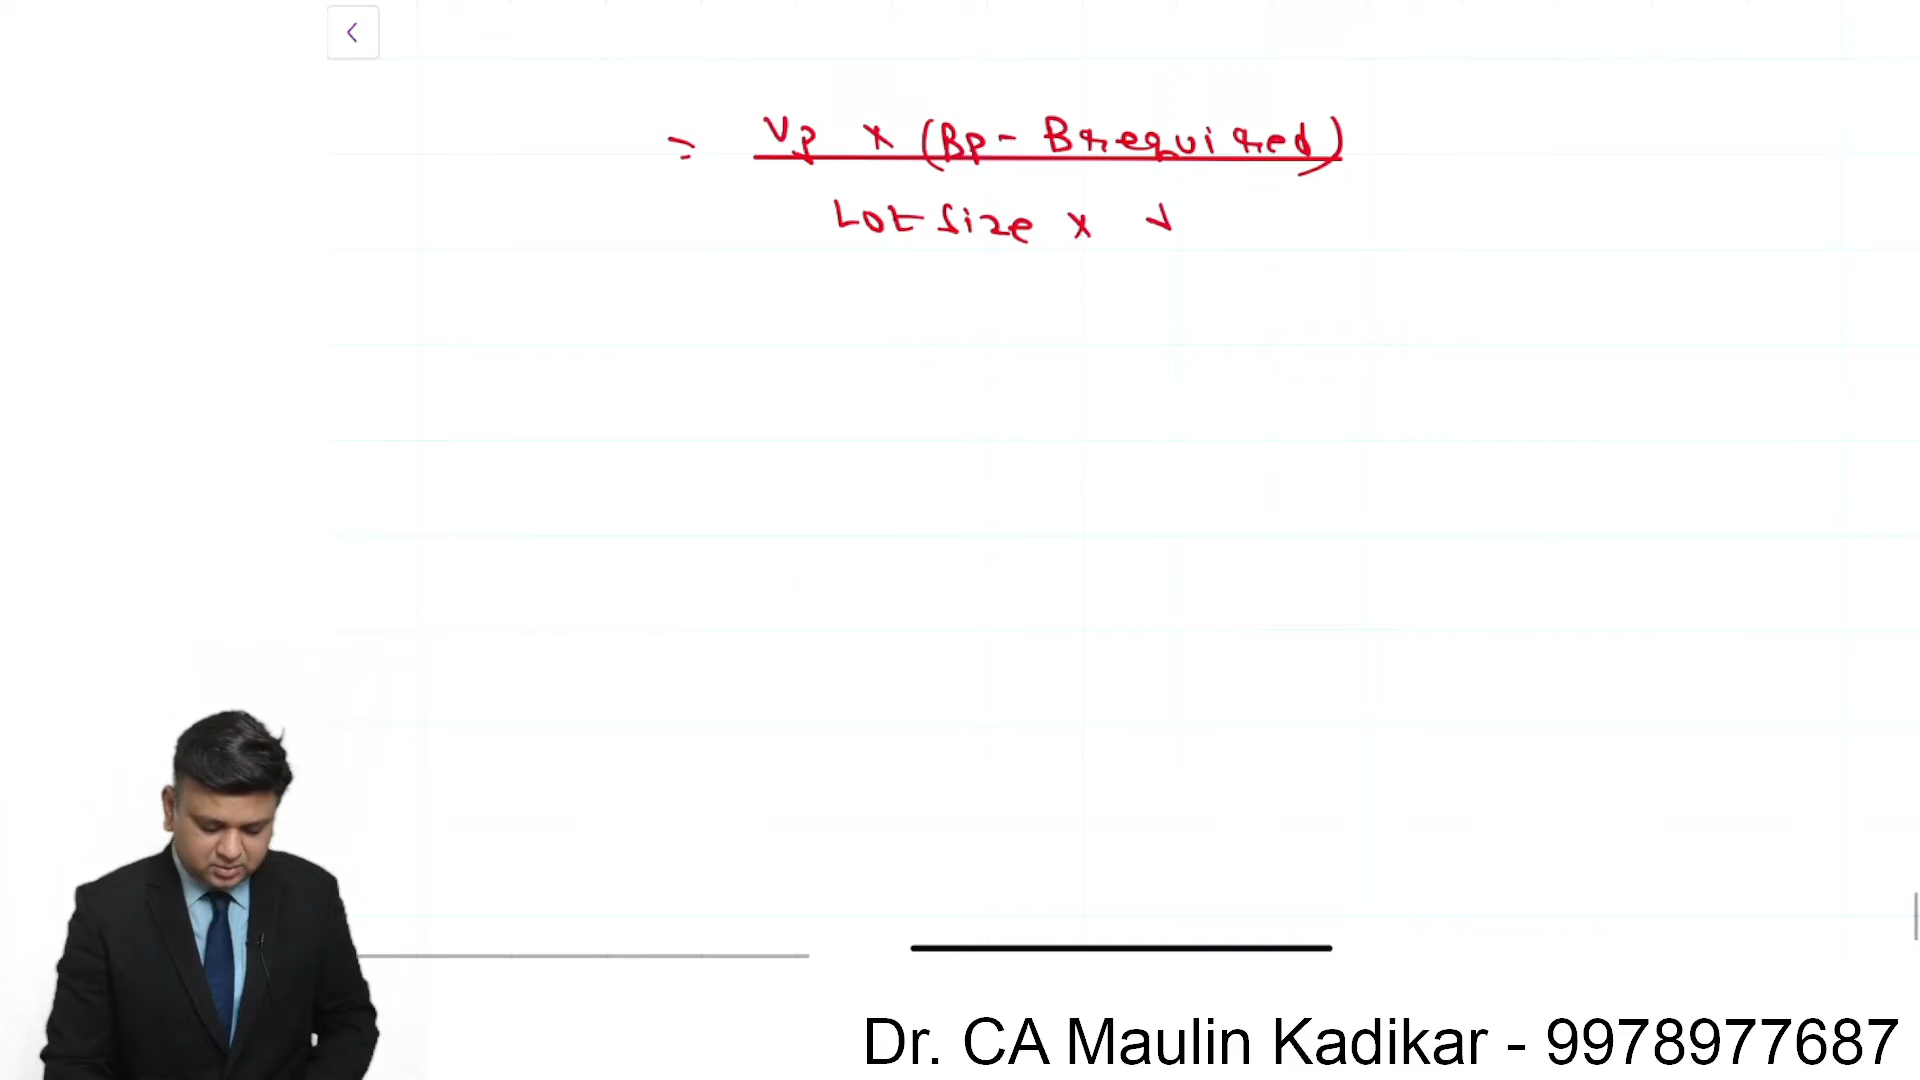 = Vp x (Bp - Brequired)
Lot Size x
Dr. CA Maulin Kadikar - 9978977687